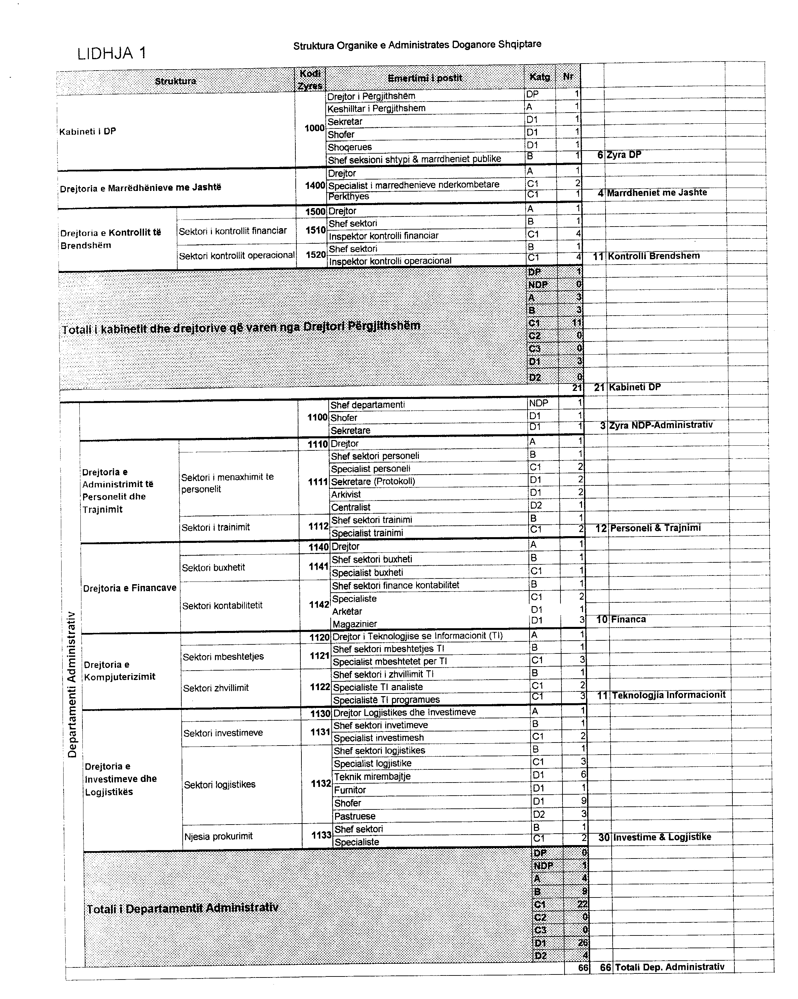 LIDHJA 1
Struktura Organike e Administrates Doganore Shqiptare
Struktura Kodi Zyres Emertimi i postit Katg Nr
Kabineti i DP 1000
Drejtor i Përgjithshëm DP 1
Keshilltar i Pergjithshem A 1
Sekretar D1 1
Shofer D1 1
Shoqerues D1 1
Shef seksioni shtypi & marrdheniet publike B 1 6 Zyra DP
Drejtoria e Marrëdhënieve me Jashtë 1400
Drejtor A 1
Specialist i marredhenieve nderkombetare C1 2
Perkthyes C1 1 4 Marrdheniet me Jashte
Drejtoria e Kontrollit të
Brendshëm
1500 Drejtor A 1
Sektori i kontrollit financiar 1510
Shef sektori B 1
Inspektor kontrolli financiar C1 4
Sektori kontrollit operacional 1520
Shef sektori B 1
Inspektor kontrolli operacional C1 4 11 Kontrolli Brendshem
Totali i kabinetit dhe drejtorive që varen nga Drejtori Përgjithshëm
DP 1
NDP 0
A 3
B 3
C1 11
C2 0
C3 0
D1 3
D2 0
21 21 Kabineti DP
Departamenti Administrativ
1100
Shef departamenti NDP 1
Shofer D1 1
Sekretare D1 1 3 Zyra NDP-Administrativ
Drejtoria e
Administrimit të
Personelit dhe
Trajnimit
1110 Drejtor A 1
Sektori i menaxhimit te
personelit
1111
Shef sektori personeli B 1
Specialist personeli C1 2
Sekretare (Protokoll) D1 2
Arkivist D1 2
Centralist D2 1
Sektori i trainimit 1112
Shef sektori trainimi B 1
Specialist trainimi C1 2 12 Personeli & Trajnimi
Drejtoria e Financave
1140 Drejtor A 1
Sektori buxhetit 1141
Shef sektori buxheti B 1
Specialist buxheti C1 1
Sektori kontabilitetit 1142
Shef sektori finance kontabilitet B 1
Specialiste C1 2
Arkëtar D1 1
Magazinier D1 3 10 Financa
Drejtoria e
Kompjuterizimit
1120 Drejtor i Teknologjise se Informacionit (TI) A 1
Sektori mbeshtetjes 1121
Shef sektori mbeshtetjes TI B 1
Specialist mbeshtetet per TI C1 3
Sektori zhvillimit 1122
Shef sektori i zhvillimit TI B 1
Specialiste TI analiste C1 2
Specialistë TI programues C1 3 11 Teknologjia Informacionit
Drejtoria e
Investimeve dhe
Logjistikës
1130 Drejtor Logjistikes dhe Investimeve A 1
Sektori investimeve 1131
Shef sektori invetimeve B 1
Specialist investimesh C1 2
Sektori logjistikes 1132
Shef sektori logjistikes B 1
Specialist logjistike C1 3
Teknik mirembajtje D1 6
Furnitor D1 1
Shofer D1 9
Pastruese D2 3
Njesia prokurimit 1133
Shef sektori B 1
Specialiste C1 2 30 Investime & Logjistike
Totali i Departamentit Administrativ
DP 0
NDP 1
A 4
B 9
C1 22
C2 0
C3 0
D1 26
D2 4
66 66 Totali Dep. Administrativ